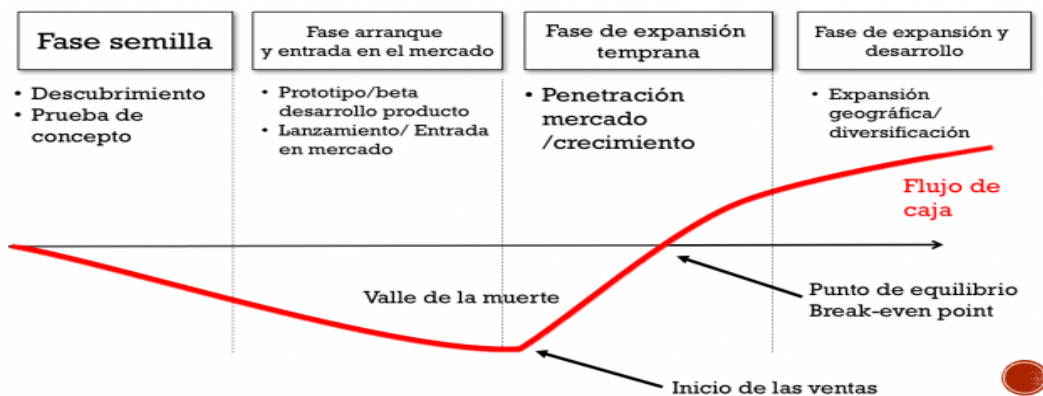 Fase semilla
Fase arranque
y entrada en el mercado
Fase de expansión
temprana
Fase de expansión y
desarrollo
• Descubrimiento
• Prueba de
concepto
• Prototipo/beta
desarrollo producto
• Lanzamiento/ Entrada
en mercado
• Penetración
mercado
/crecimiento
• Expansión
geográfica/
diversificación
Flujo de
caja
Valle de la muerte
Punto de equilibrio
Break-even point
Inicio de las ventas